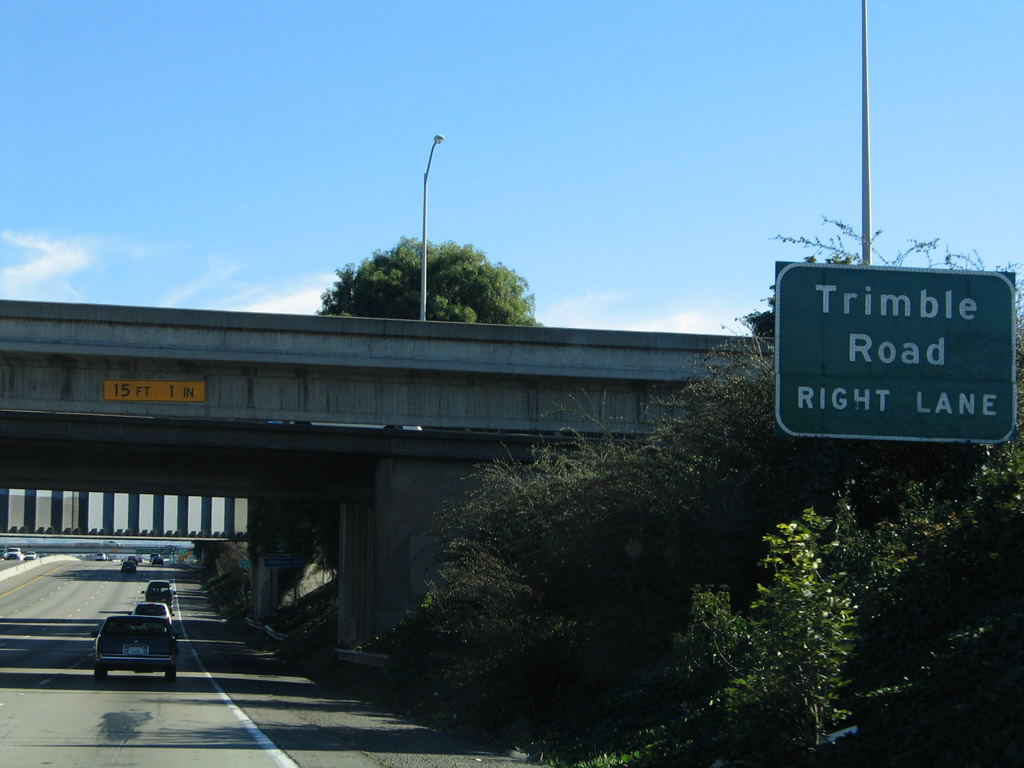 15 FT 1 IN
Trimble
Road
RIGHT LANE